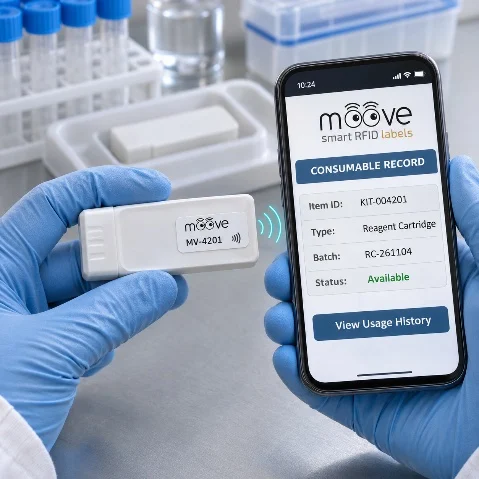 moove
MV-4201
10:24
moove
smart RFID labels
CONSUMABLE RECORD
Item ID: KIT-004201
Type: Reagent Cartridge
Batch: RC-261104
Status: Available
View Usage History